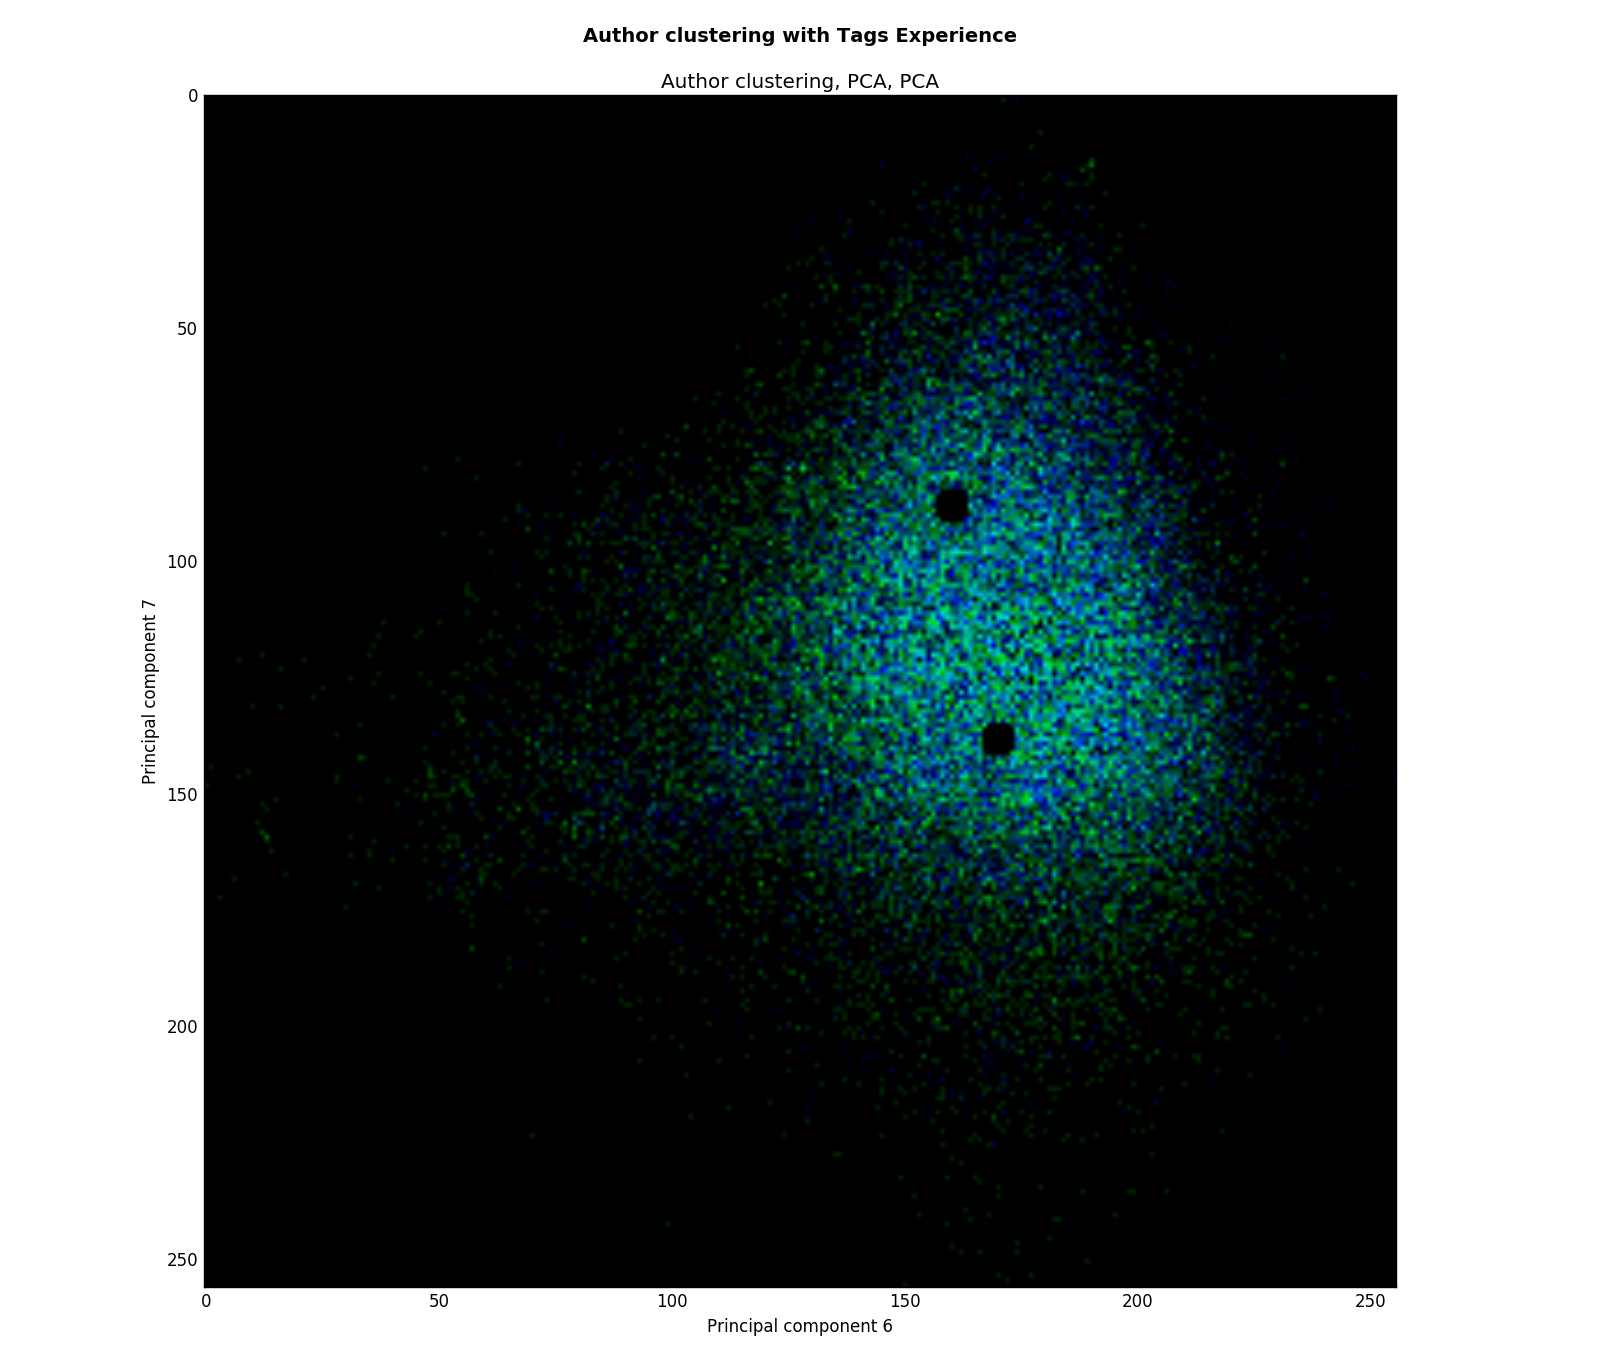 Author clustering with Tags Experience
Author clustering, PCA, PCA
0
50
100
150
200
250
Principal component 7
0 50 100 150 200 250
Principal component 6